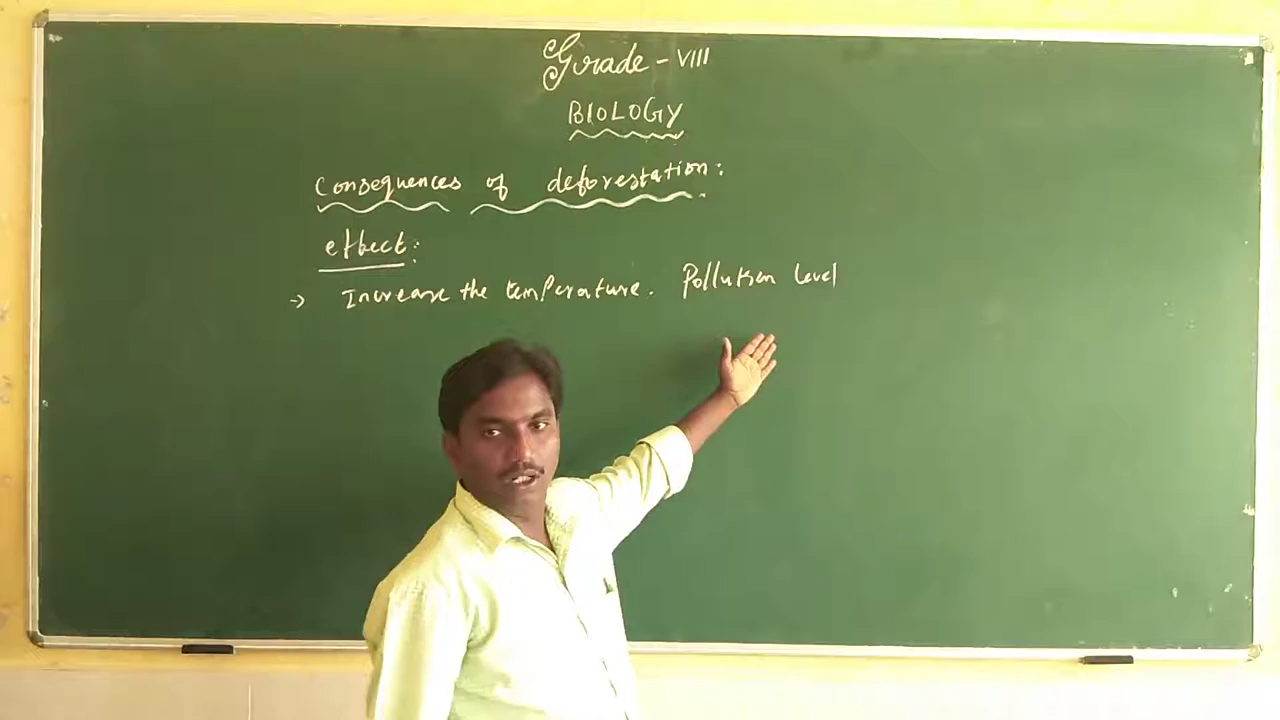 Grade - VIII
BIOLOGY
Consequences of deforestation:
effect:
→ Increase the temperature. Pollution level